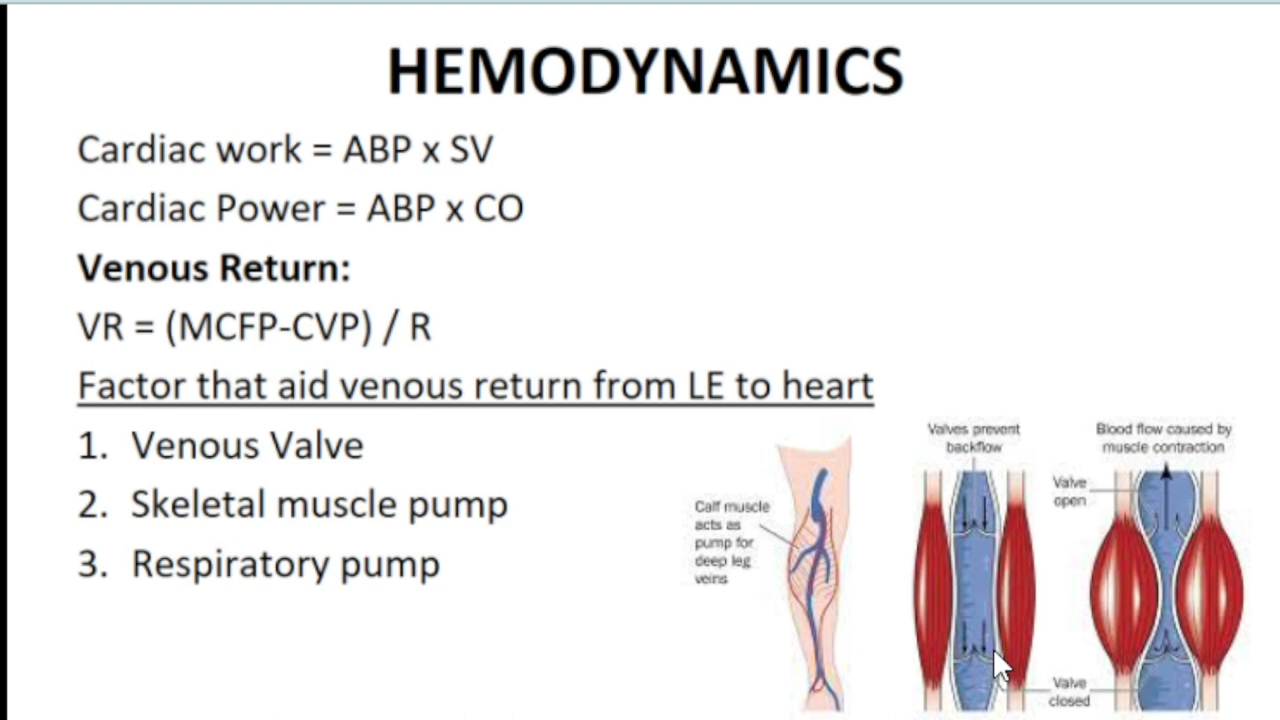 HEMODYNAMICS
Cardiac work = ABP x SV
Cardiac Power = ABP x CO
Venous Return:
VR = (MCFP-CVP) / R
Factor that aid venous return from LE to heart
1. Venous Valve
2. Skeletal muscle pump
3. Respiratory pump
Calf muscle
acts as
pump for
deep leg
veins
Valves prevent
backflow
Blood flow caused by
muscle contraction
Valve
open
Valve
closed